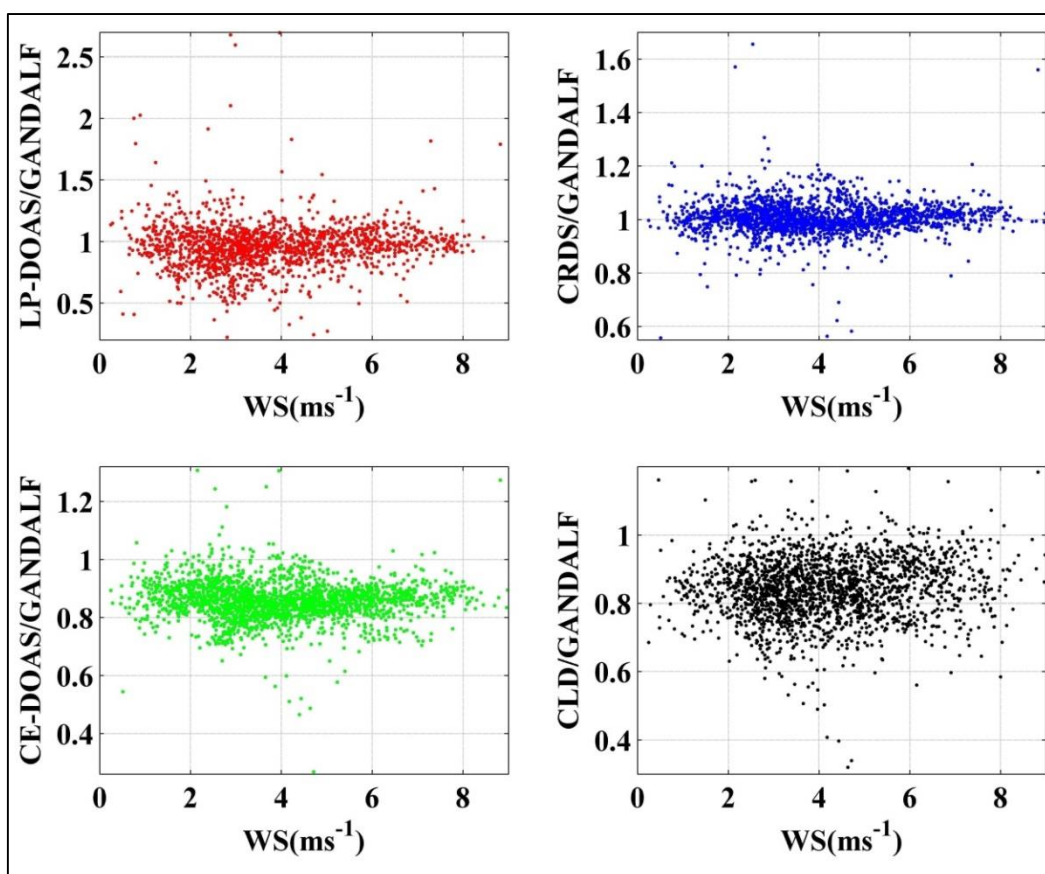 LP-DOAS/GANDALF
2.5
2
1.5
1
0.5
0 2 4 6 8
WS(ms⁻¹)
CRDS/GANDALF
1.6
1.4
1.2
1
0.8
0.6
2 4 6 8
WS(ms⁻¹)
CE-DOAS/GANDALF
1.2
1
0.8
0.6
0.4
0 2 4 6 8
WS(ms⁻¹)
CLD/GANDALF
1
0.8
0.6
0.4
0 2 4 6 8
WS(ms⁻¹)